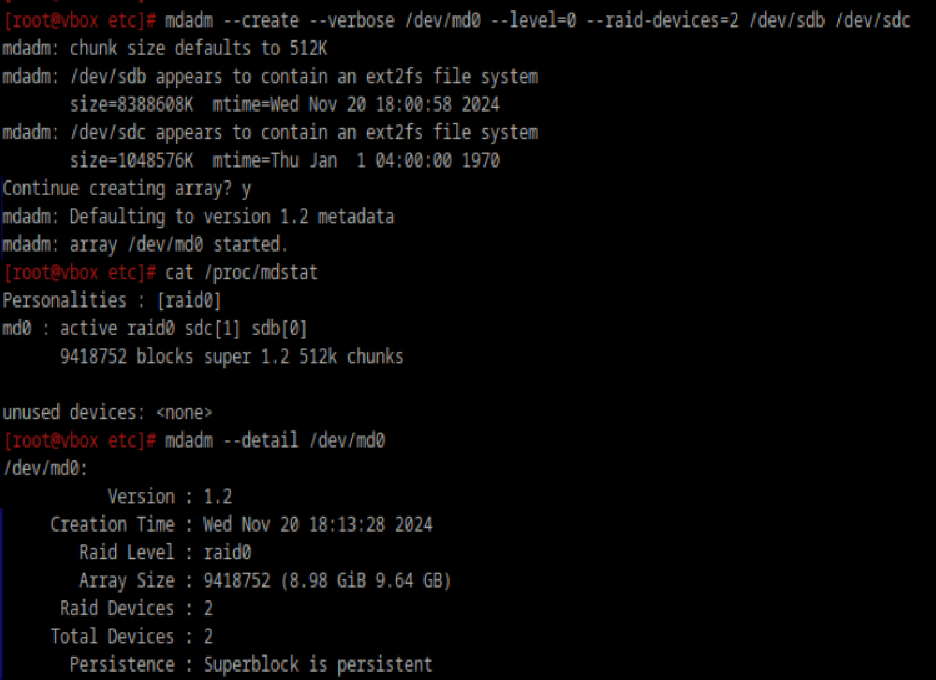 [root@vbox etc]# mdadm --create --verbose /dev/md0 --level=0 --raid-devices=2 /dev/sdb /dev/sdc
mdadm: chunk size defaults to 512K
mdadm: /dev/sdb appears to contain an ext2fs file system
size=8388608K mtime=Wed Nov 20 18:00:58 2024
mdadm: /dev/sdc appears to contain an ext2fs file system
size=1048576K mtime=Thu Jan 1 04:00:00 1970
Continue creating array? y
mdadm: Defaulting to version 1.2 metadata
mdadm: array /dev/md0 started.
[root@vbox etc]# cat /proc/mdstat
Personalities : [raid0]
md0 : active raid0 sdc[1] sdb[0]
9418752 blocks super 1.2 512k chunks
unused devices: <none>
[root@vbox etc]# mdadm --detail /dev/md0
/dev/md0:
Version : 1.2
Creation Time : Wed Nov 20 18:13:28 2024
Raid Level : raid0
Array Size : 9418752 (8.98 GiB 9.64 GB)
Raid Devices : 2
Total Devices : 2
Persistence : Superblock is persistent